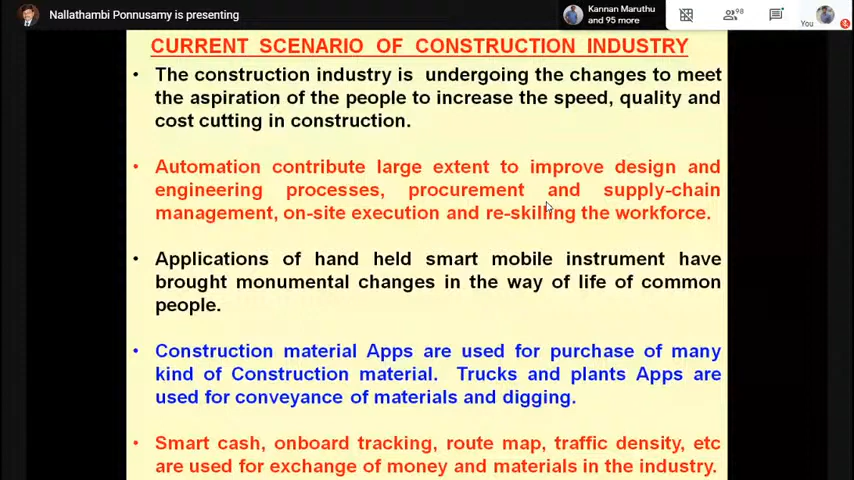 Nallathambi Ponnusamy is presenting
Kannan Maruthu
and 95 more
98
You
CURRENT SCENARIO OF CONSTRUCTION INDUSTRY
• The construction industry is undergoing the changes to meet
the aspiration of the people to increase the speed, quality and
cost cutting in construction.
• Automation contribute large extent to improve design and
engineering processes, procurement and supply-chain
management, on-site execution and re-skilling the workforce.
• Applications of hand held smart mobile instrument have
brought monumental changes in the way of life of common
people.
• Construction material Apps are used for purchase of many
kind of Construction material. Trucks and plants Apps are
used for conveyance of materials and digging.
• Smart cash, onboard tracking, route map, traffic density, etc
are used for exchange of money and materials in the industry.